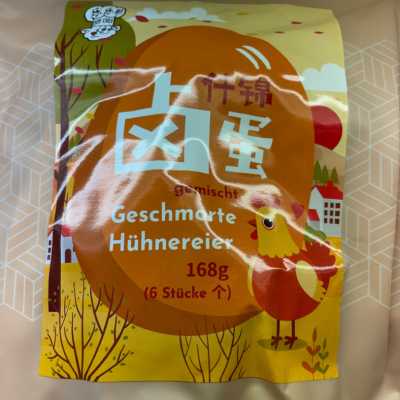 什锦
卤蛋
gemischt
Geschmorte
Hühnereier
168g
(6 Stücke 个)